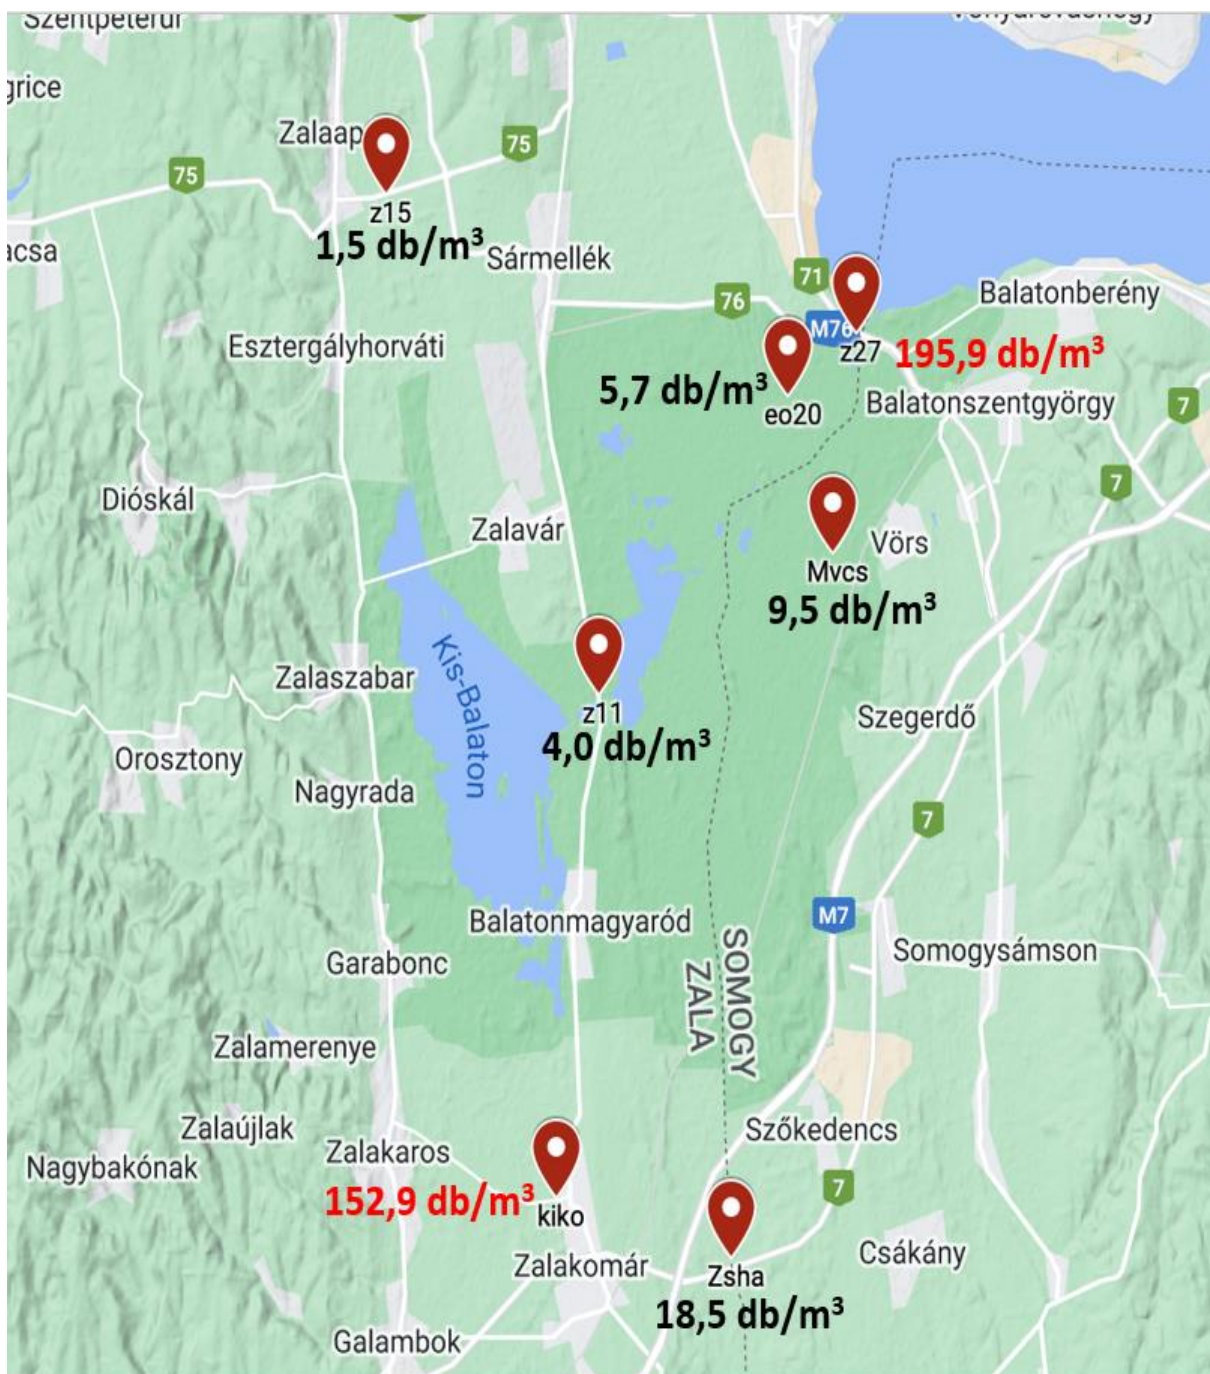 Szentpéterúr
Zalaap
75
75
z15
1,5 db/m³
Sármellék
71
76
M76
Balatonberény
z27
195,9 db/m³
Esztergályhorváti
5,7 db/m³
eo20
Balatonszentgyörgy
7
7
Dióskál
Zalavár
Vörs
Mvcs
9,5 db/m³
Kis-Balaton
Zalaszabar
z11
4,0 db/m³
Szegerdő
Orosztony
Nagyrada
7
M7
Balatonmagyaród
Garabonc
SOMOGY
ZALA
Somogysámson
Zalamerenye
Zalaújlak
Szőkedencs
Nagybakónak
Zalakaros
152,9 db/m³
kiko
7
Zalakomár
Zsha
18,5 db/m³
Csákány
Galambok